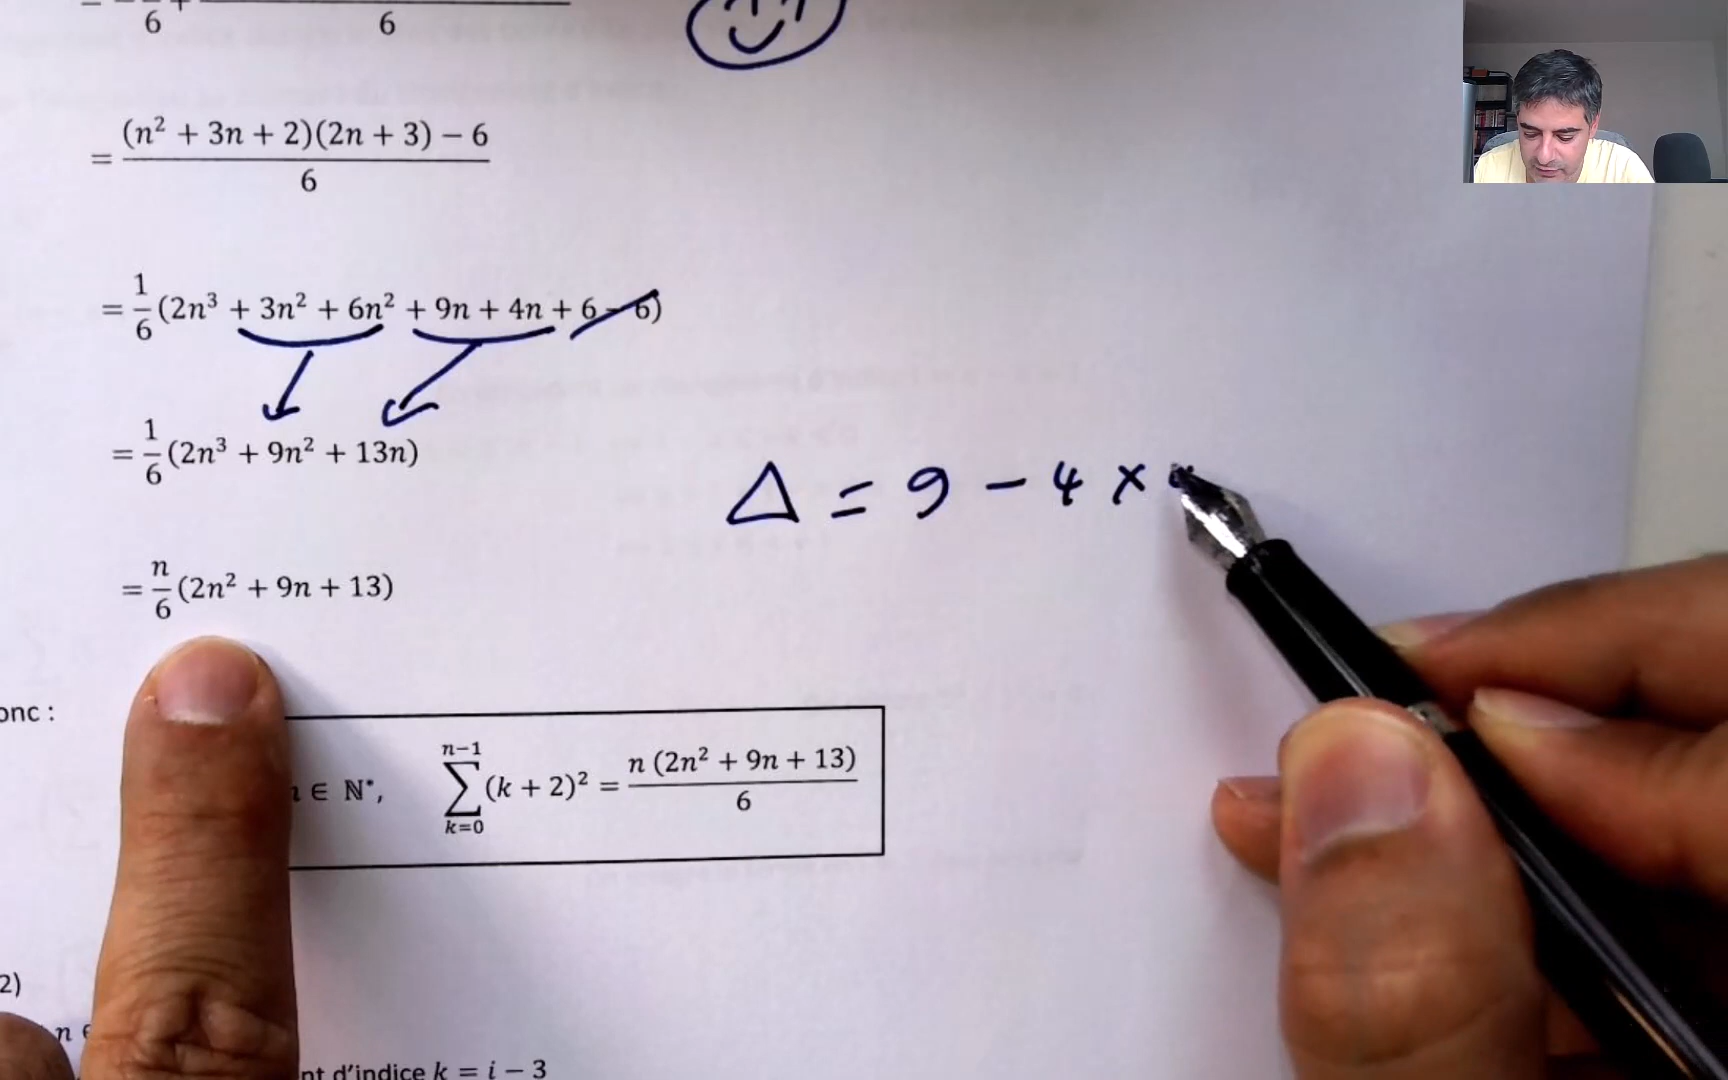 6 + 6
= (n² + 3n + 2)(2n + 3) − 6 / 6
= 1/6 (2n³ + 3n² + 6n² + 9n + 4n + 6 − 6)
= 1/6 (2n³ + 9n² + 13n)
Δ = 9 − 4 ×
= n/6 (2n² + 9n + 13)
onc :
n ∈ ℕ*, ∑_{k=0}^{n−1} (k + 2)² = n (2n² + 9n + 13) / 6
2)
n ∈
nt d'indice k = i − 3